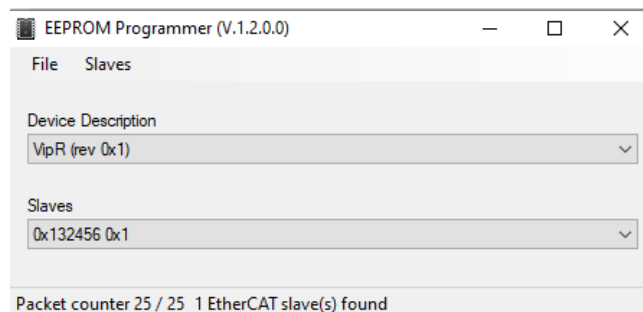 EEPROM Programmer (V.1.2.0.0)
File Slaves
Device Description
VipR (rev 0x1)
Slaves
0x132456 0x1
Packet counter 25 / 25 1 EtherCAT slave(s) found